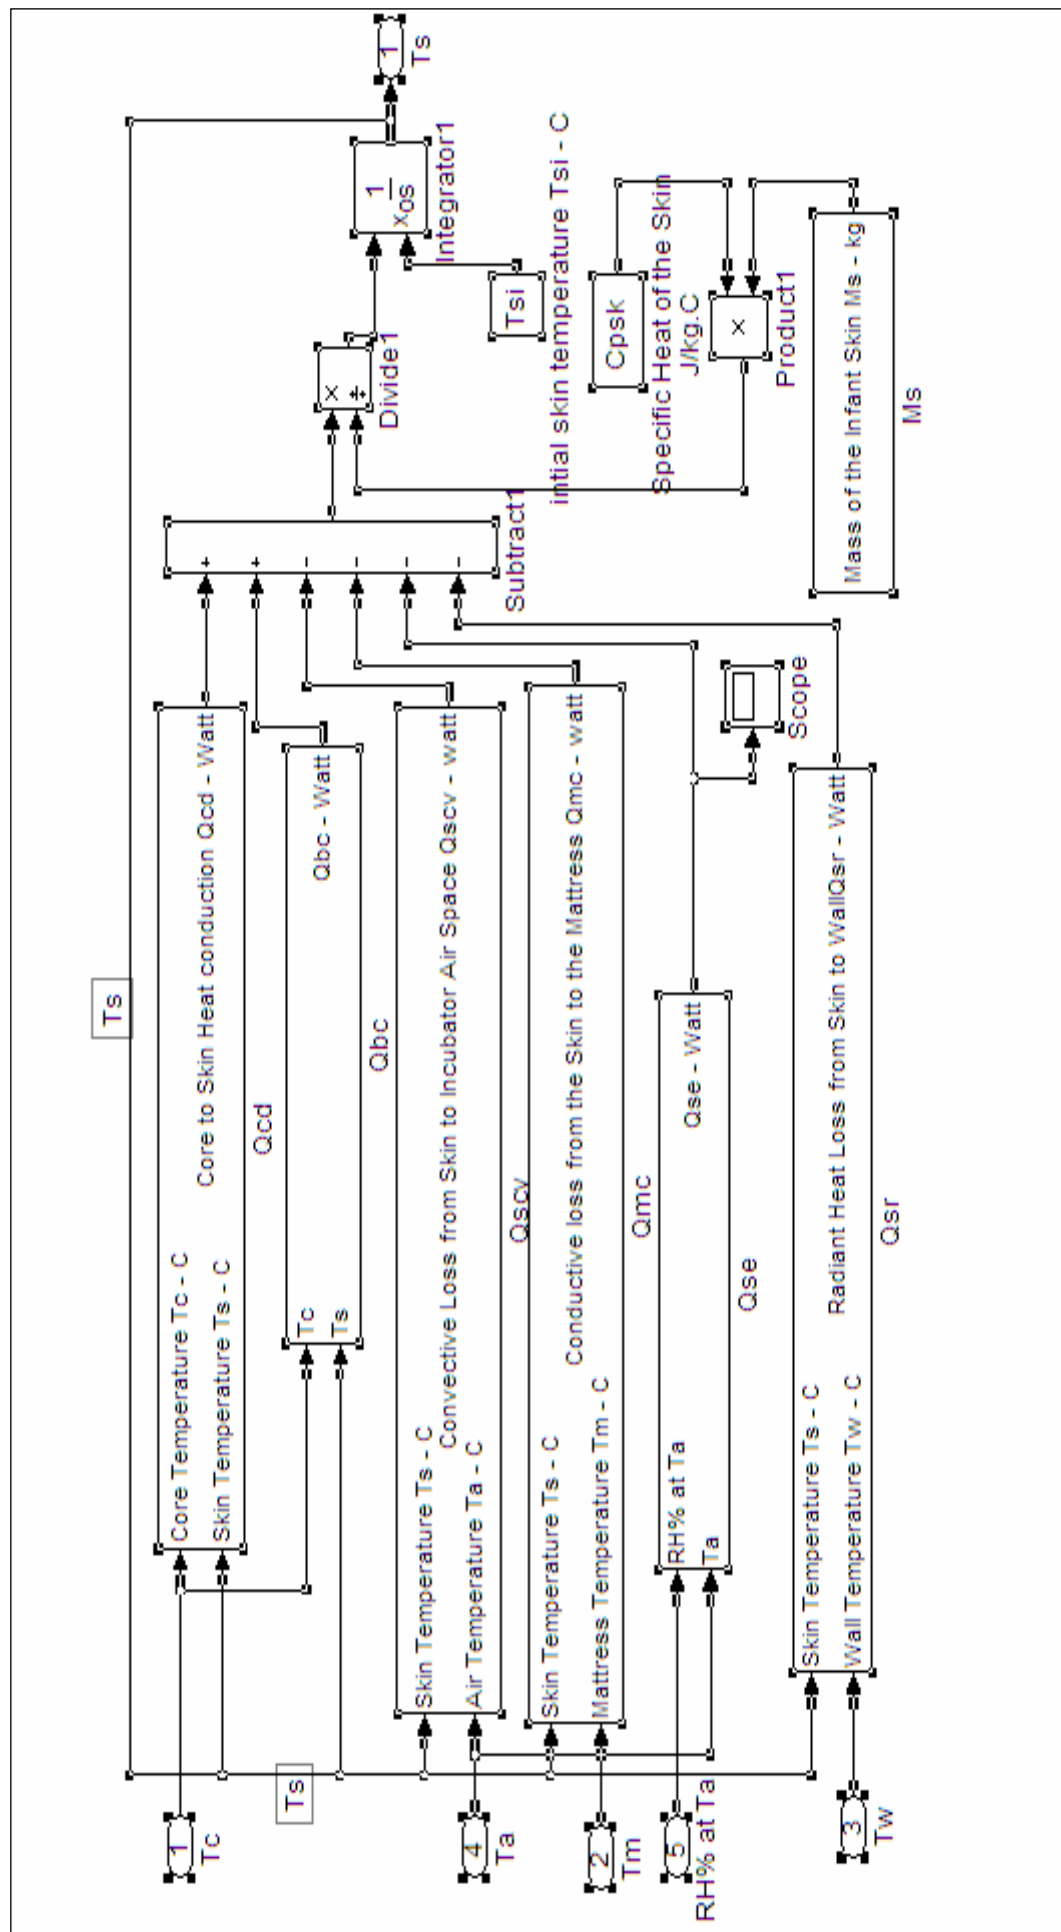 Ts
1
Tc
Core Temperature Tc - C
Skin Temperature Ts - C
Core to Skin Heat conduction Qcd - Watt
Qcd
Ts
Tc
Ts
Qbc - Watt
Qbc
4
Ta
Skin Temperature Ts - C
Convective Loss from Skin to Incubator Air Space Qscv - watt
Air Temperature Ta - C
Qscv
2
Tm
Skin Temperature Ts - C
Conductive loss from the Skin to the Mattress Qmc - watt
Mattress Temperature Tm - C
Qmc
5
RH% at Ta
RH% at Ta
Ta
Qse - Watt
Qse
Scope
3
Tw
Skin Temperature Ts - C
Wall Temperature Tw - C
Radiant Heat Loss from Skin to WallQsr - Watt
Qsr
+
+
-
-
-
-
Subtract1
×
÷
Divide1
1
xos
Integrator1
1
Ts
Tsi
intial skin temperature Tsi - C
Cpsk
Specific Heat of the Skin
J/kg.C
×
Product1
Mass of the Infant Skin Ms - kg
Ms